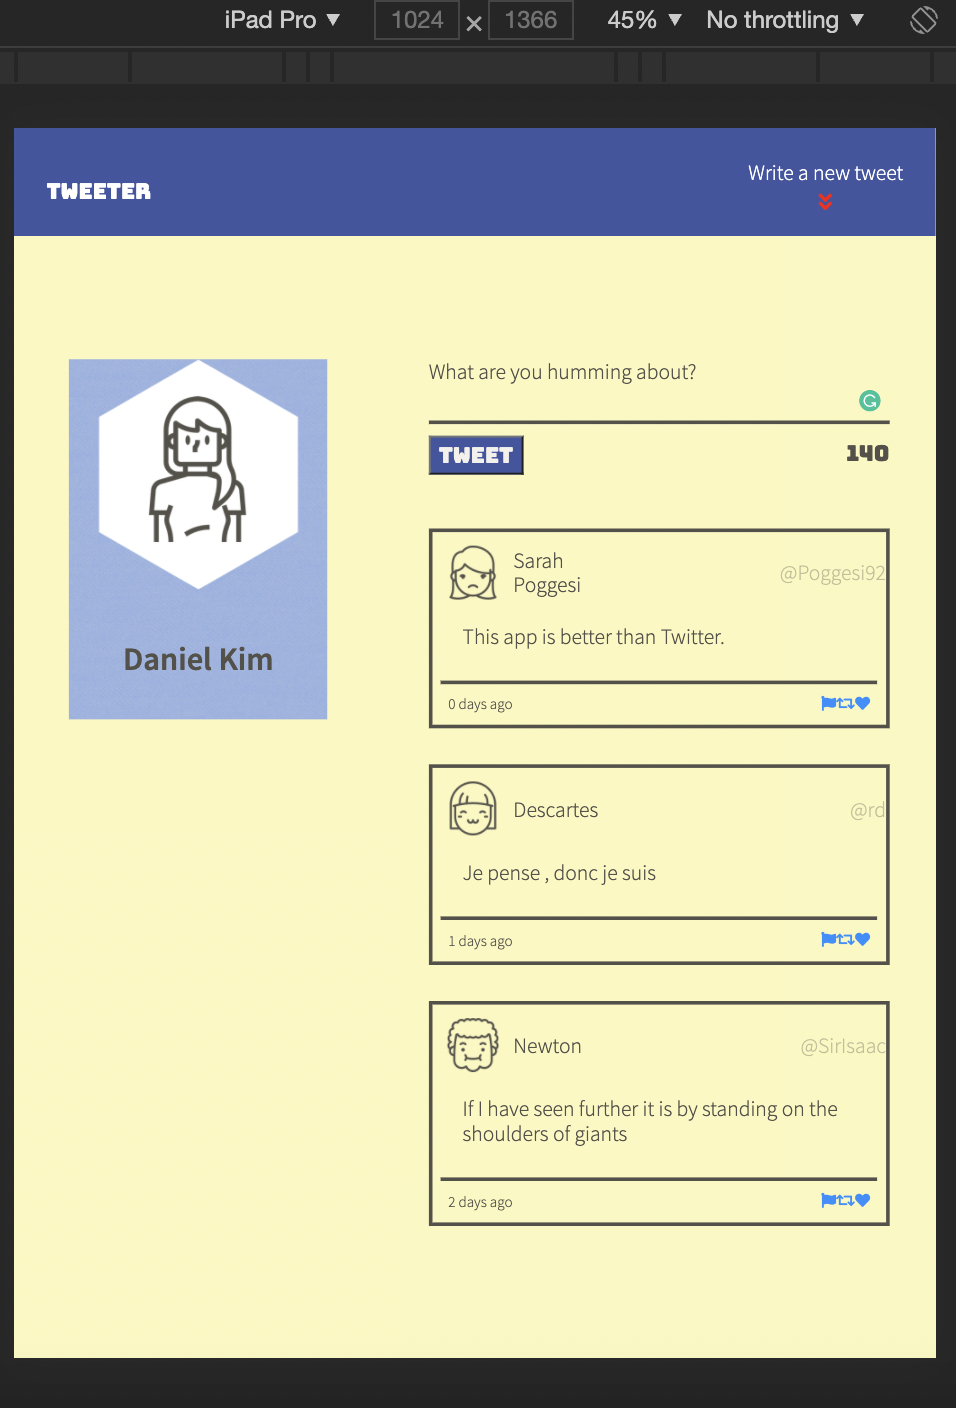 iPad Pro ▼ 1024 × 1366 45% ▼ No throttling ▼
TWEETER
Write a new tweet
What are you humming about?
TWEET
140
Daniel Kim
Sarah
Poggesi
@Poggesi92
This app is better than Twitter.
0 days ago
Descartes
@rd
Je pense , donc je suis
1 days ago
Newton
@SirIsaac
If I have seen further it is by standing on the
shoulders of giants
2 days ago